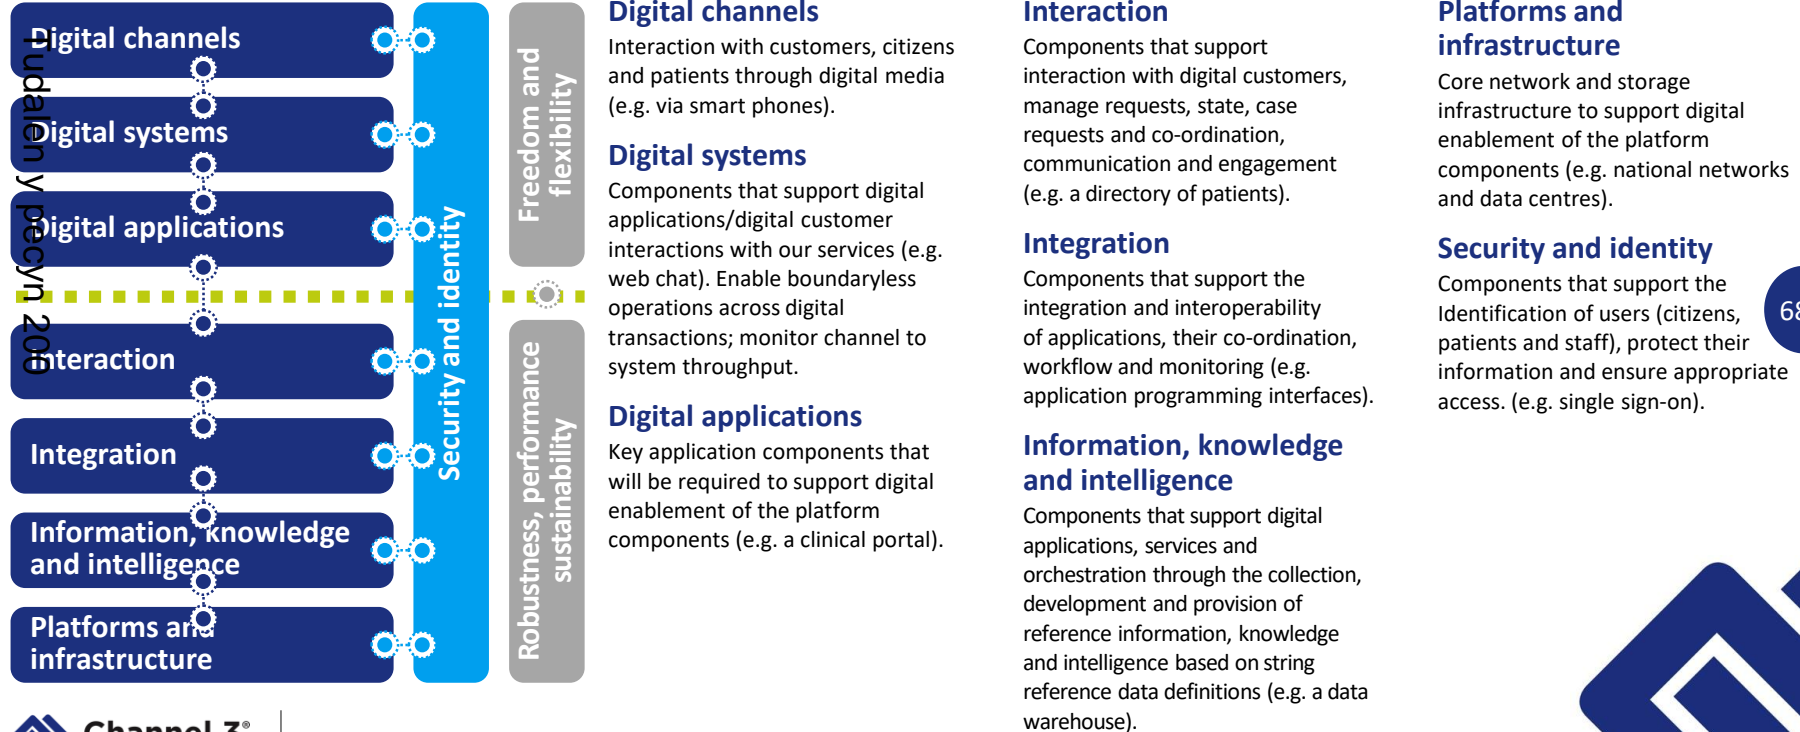 Digital channels
Digital systems
Digital applications
Interaction
Integration
Information, knowledge
and intelligence
Platforms and
infrastructure
Tudalen y pecyn 200
Security and identity
Freedom and
flexibility
Robustness, performance
sustainability
Digital channels
Interaction with customers, citizens
and patients through digital media
(e.g. via smart phones).
Digital systems
Components that support digital
applications/digital customer
interactions with our services (e.g.
web chat). Enable boundaryless
operations across digital
transactions; monitor channel to
system throughput.
Digital applications
Key application components that
will be required to support digital
enablement of the platform
components (e.g. a clinical portal).
Interaction
Components that support
interaction with digital customers,
manage requests, state, case
requests and co-ordination,
communication and engagement
(e.g. a directory of patients).
Integration
Components that support the
integration and interoperability
of applications, their co-ordination,
workflow and monitoring (e.g.
application programming interfaces).
Information, knowledge
and intelligence
Components that support digital
applications, services and
orchestration through the collection,
development and provision of
reference information, knowledge
and intelligence based on string
reference data definitions (e.g. a data
warehouse).
Platforms and
infrastructure
Core network and storage
infrastructure to support digital
enablement of the platform
components (e.g. national networks
and data centres).
Security and identity
Components that support the
Identification of users (citizens,
patients and staff), protect their
information and ensure appropriate
access. (e.g. single sign-on).
68
Channel 3®